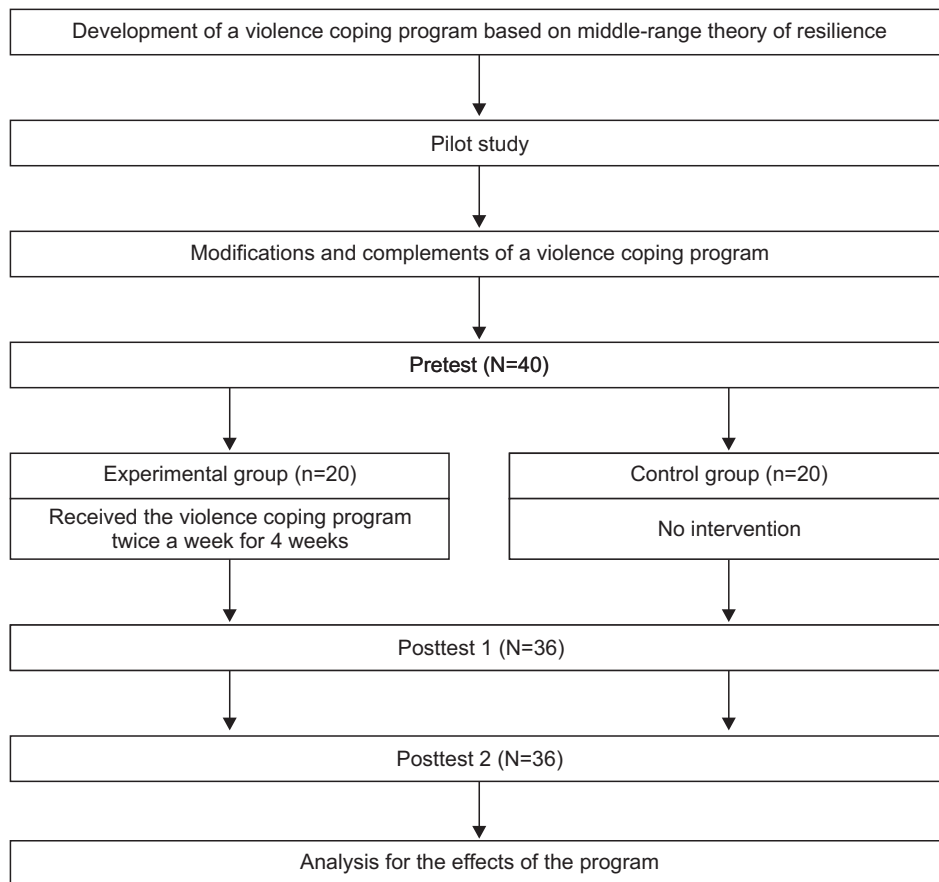 Development of a violence coping program based on middle-range theory of resilience
Pilot study
Modifications and complements of a violence coping program
Pretest (N=40)
Experimental group (n=20)
Received the violence coping program
twice a week for 4 weeks
Control group (n=20)
No intervention
Posttest 1 (N=36)
Posttest 2 (N=36)
Analysis for the effects of the program